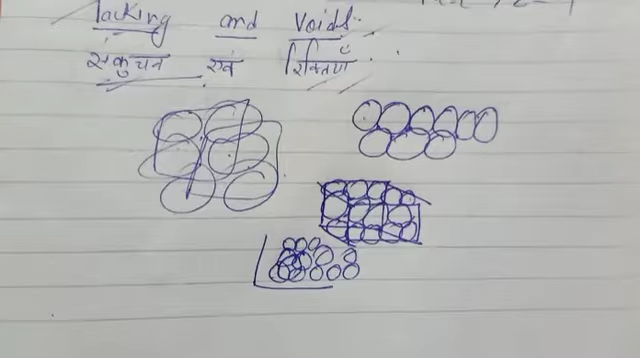 Packing and Voids.
संकुचन एवं रिक्तियाँ